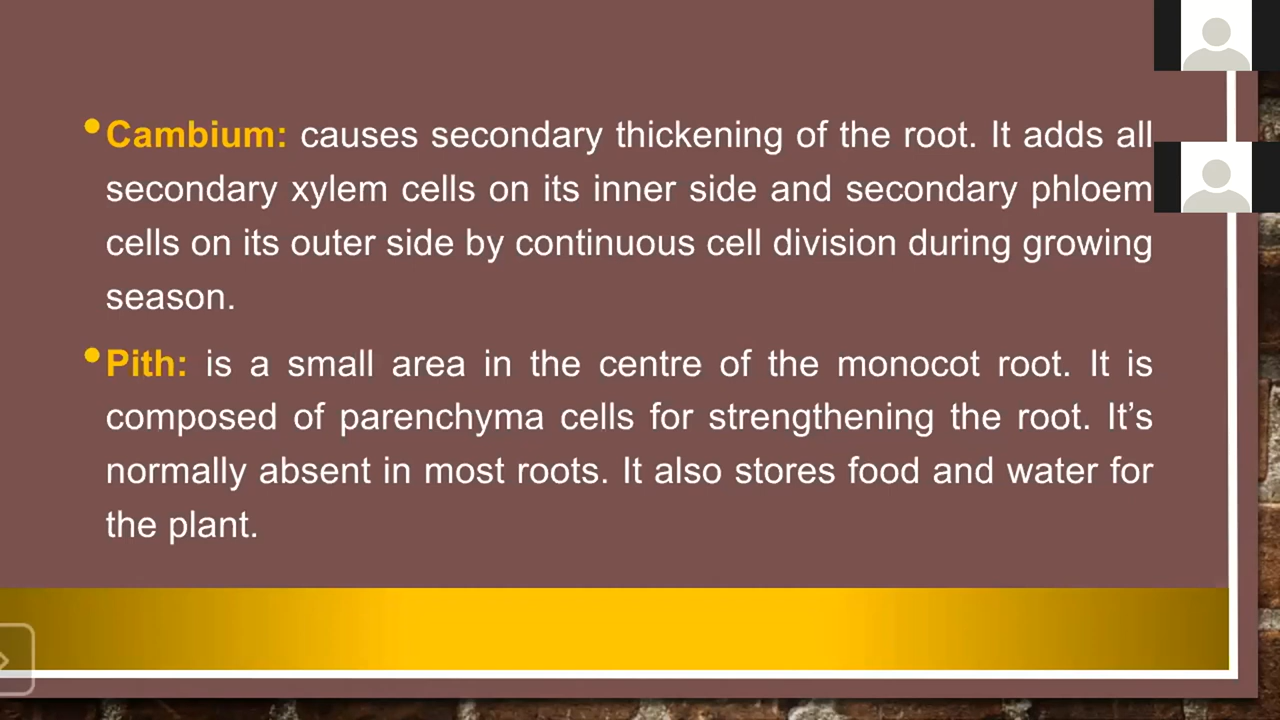 •Cambium: causes secondary thickening of the root. It adds all
secondary xylem cells on its inner side and secondary phloem
cells on its outer side by continuous cell division during growing
season.
•Pith: is a small area in the centre of the monocot root. It is
composed of parenchyma cells for strengthening the root. It’s
normally absent in most roots. It also stores food and water for
the plant.